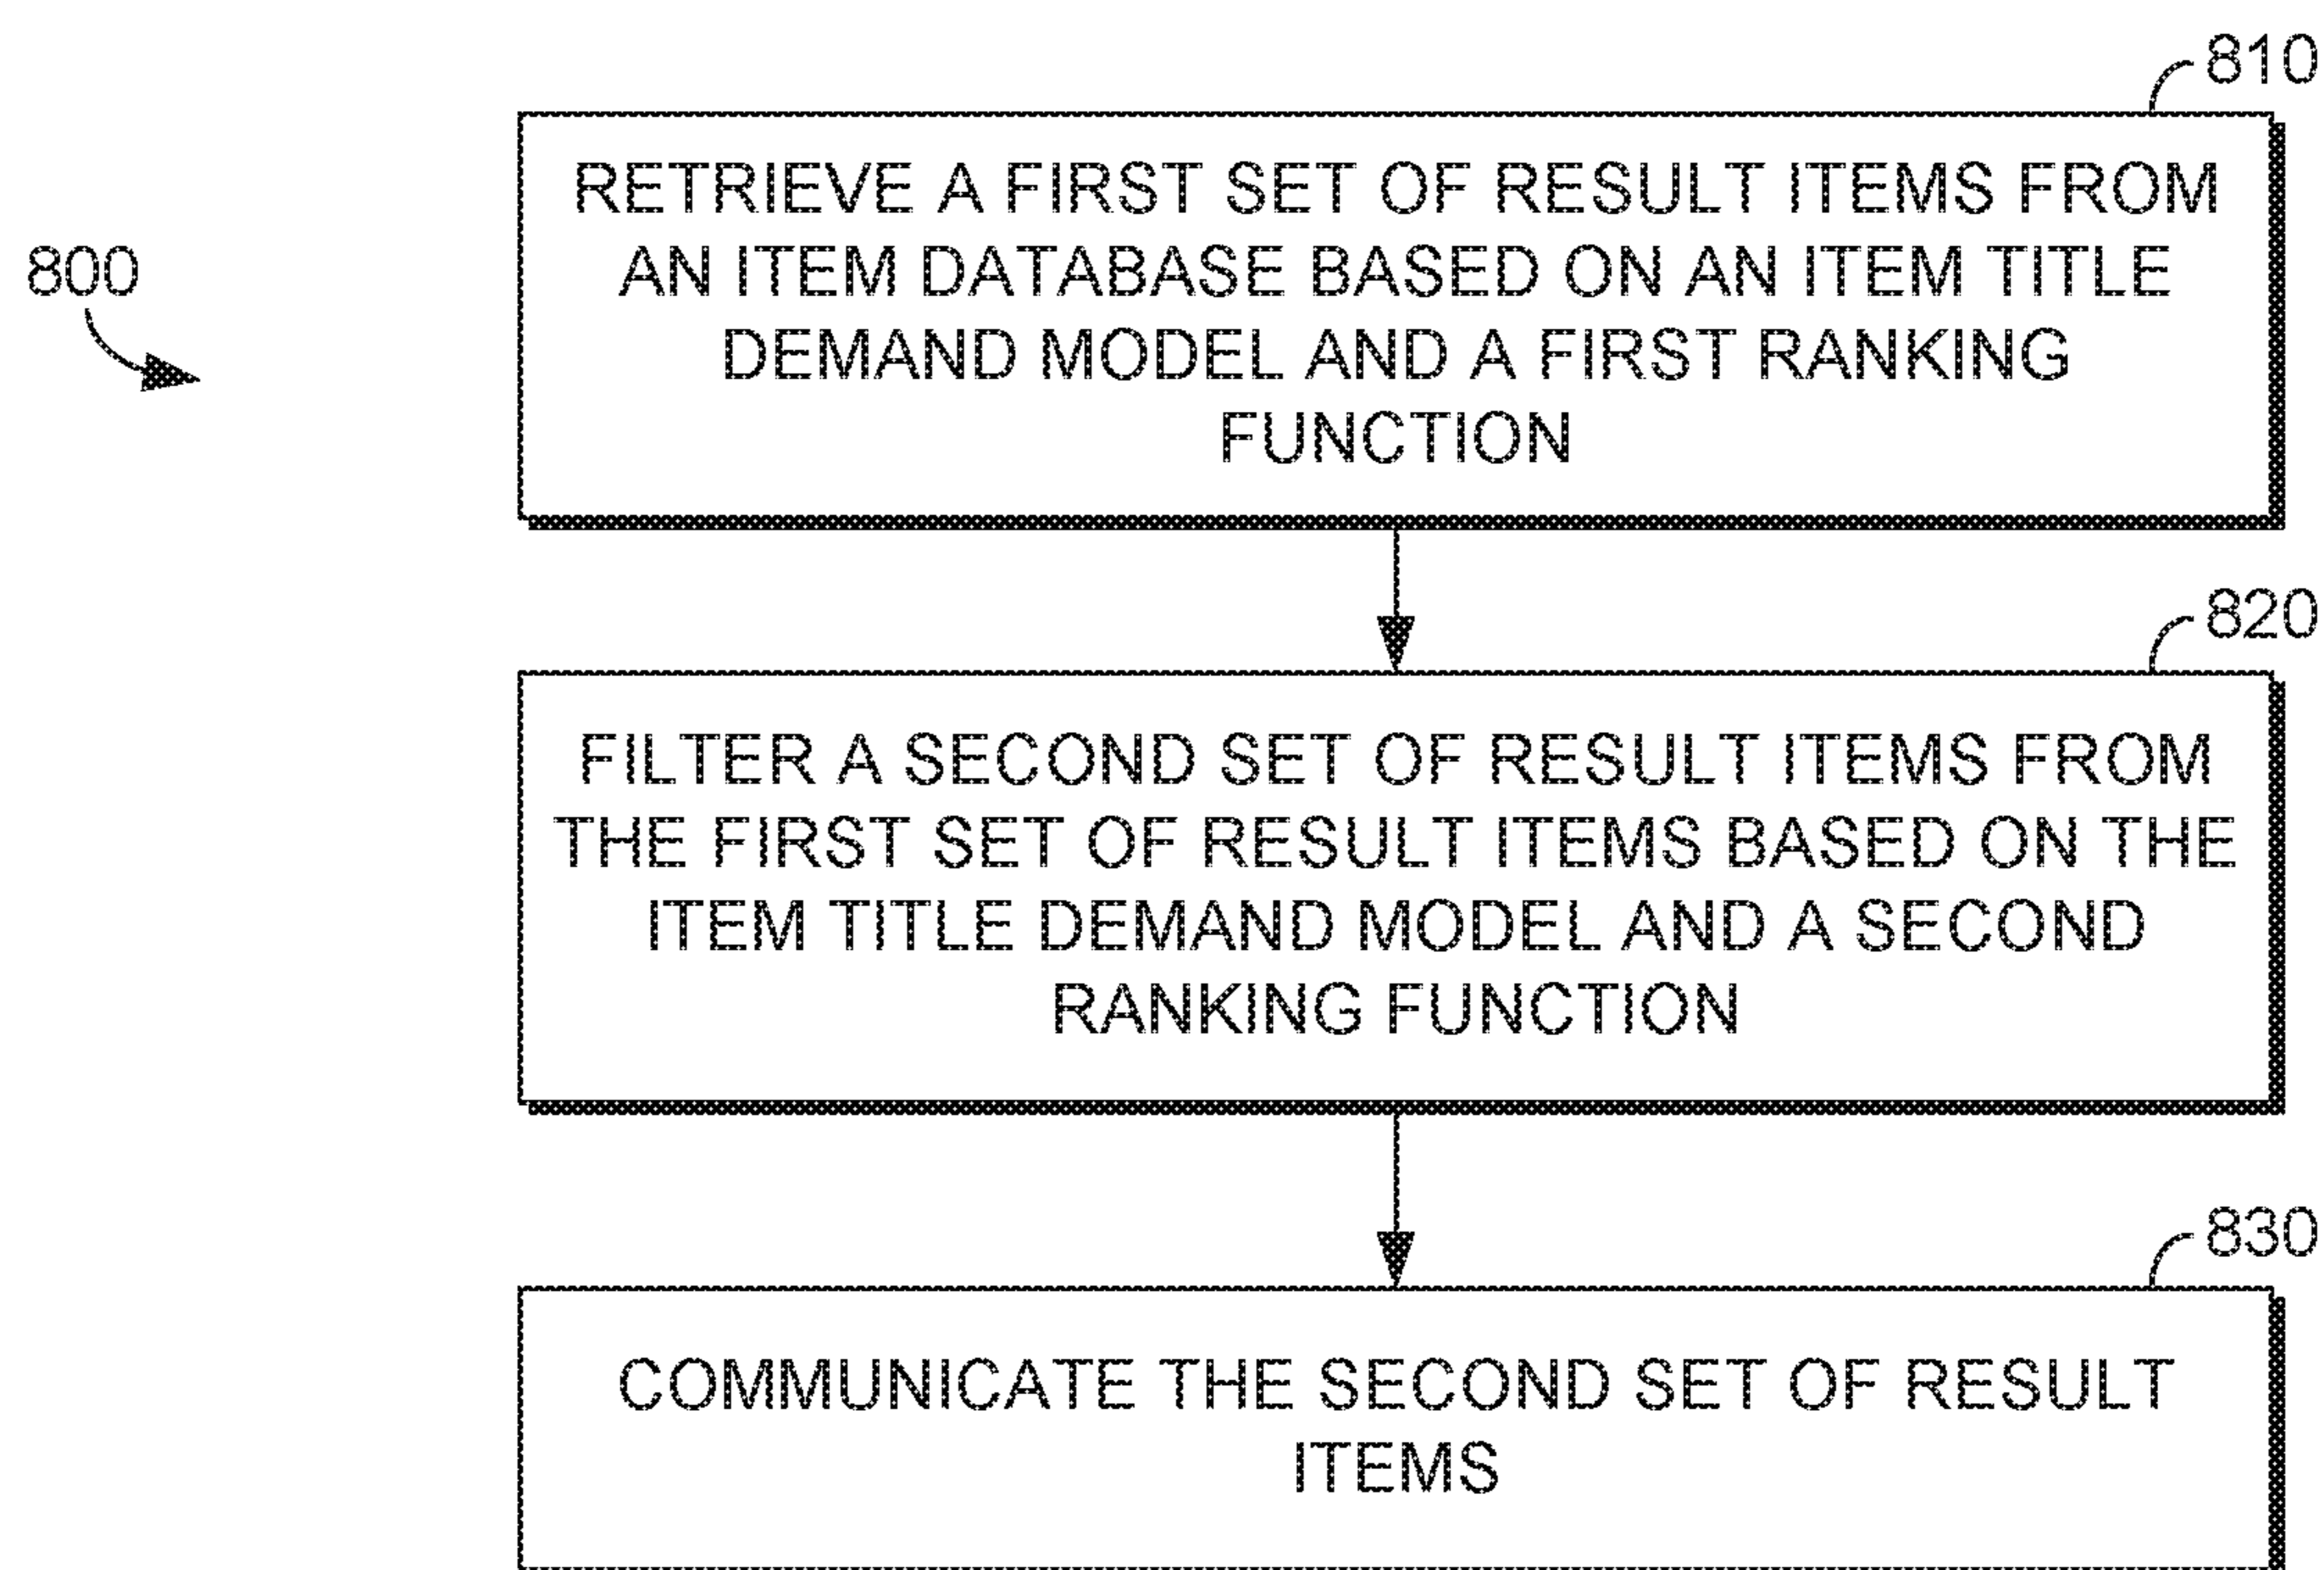 810
RETRIEVE A FIRST SET OF RESULT ITEMS FROM
AN ITEM DATABASE BASED ON AN ITEM TITLE
DEMAND MODEL AND A FIRST RANKING
FUNCTION
800
820
FILTER A SECOND SET OF RESULT ITEMS FROM
THE FIRST SET OF RESULT ITEMS BASED ON THE
ITEM TITLE DEMAND MODEL AND A SECOND
RANKING FUNCTION
830
COMMUNICATE THE SECOND SET OF RESULT
ITEMS